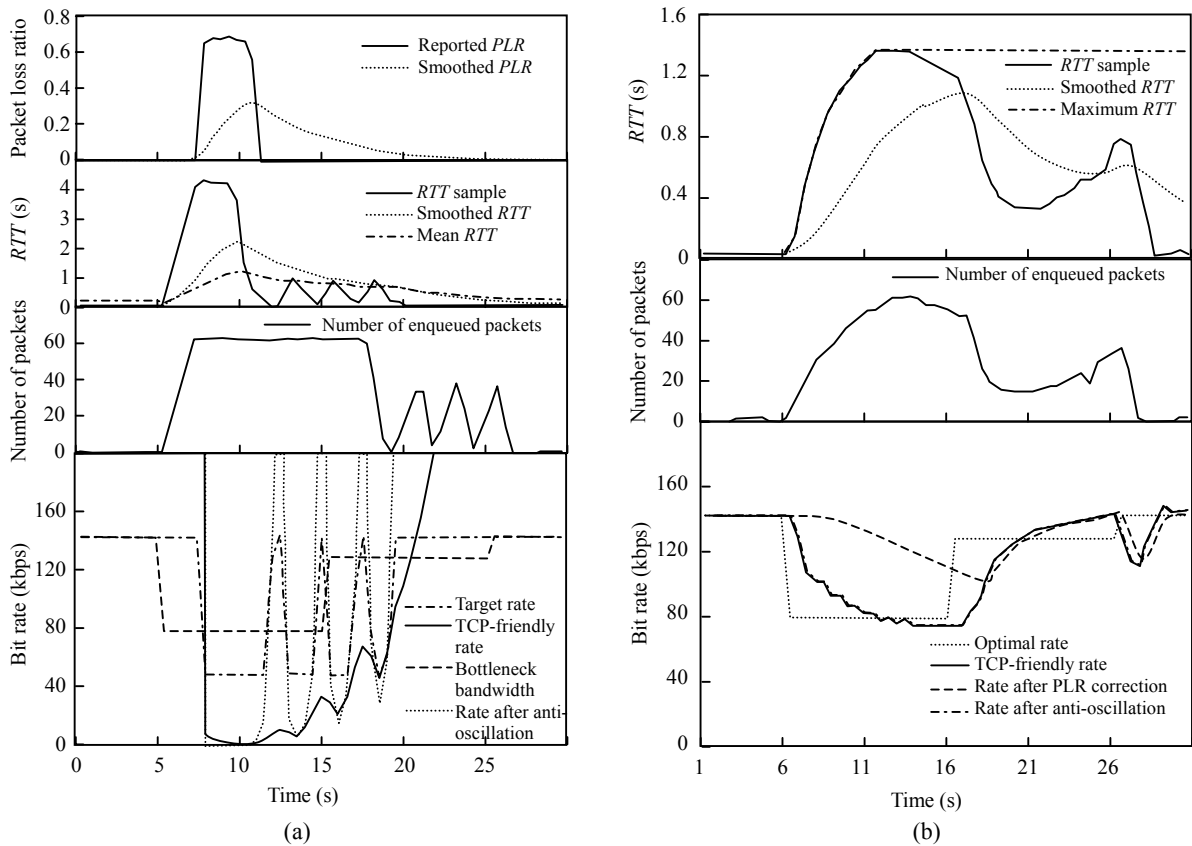 Packet loss ratio
0.8
0.6
0.4
0.2
0
Reported PLR
Smoothed PLR
RTT (s)
4
3
2
1
0
RTT sample
Smoothed RTT
Mean RTT
Number of packets
60
40
20
0
Number of enqueued packets
Bit rate (kbps)
160
120
80
40
0
Target rate
TCP-friendly
rate
Bottleneck
bandwidth
Rate after anti-
oscillation
0
5
10
15
20
25
Time (s)
(a)
RTT (s)
1.6
1.2
0.8
0.4
0
RTT sample
Smoothed RTT
Maximum RTT
Number of packets
80
60
40
20
0
Number of enqueued packets
Bit rate (kbps)
160
120
80
40
0
Optimal rate
TCP-friendly rate
Rate after PLR correction
Rate after anti-oscillation
1
6
11
16
21
26
Time (s)
(b)